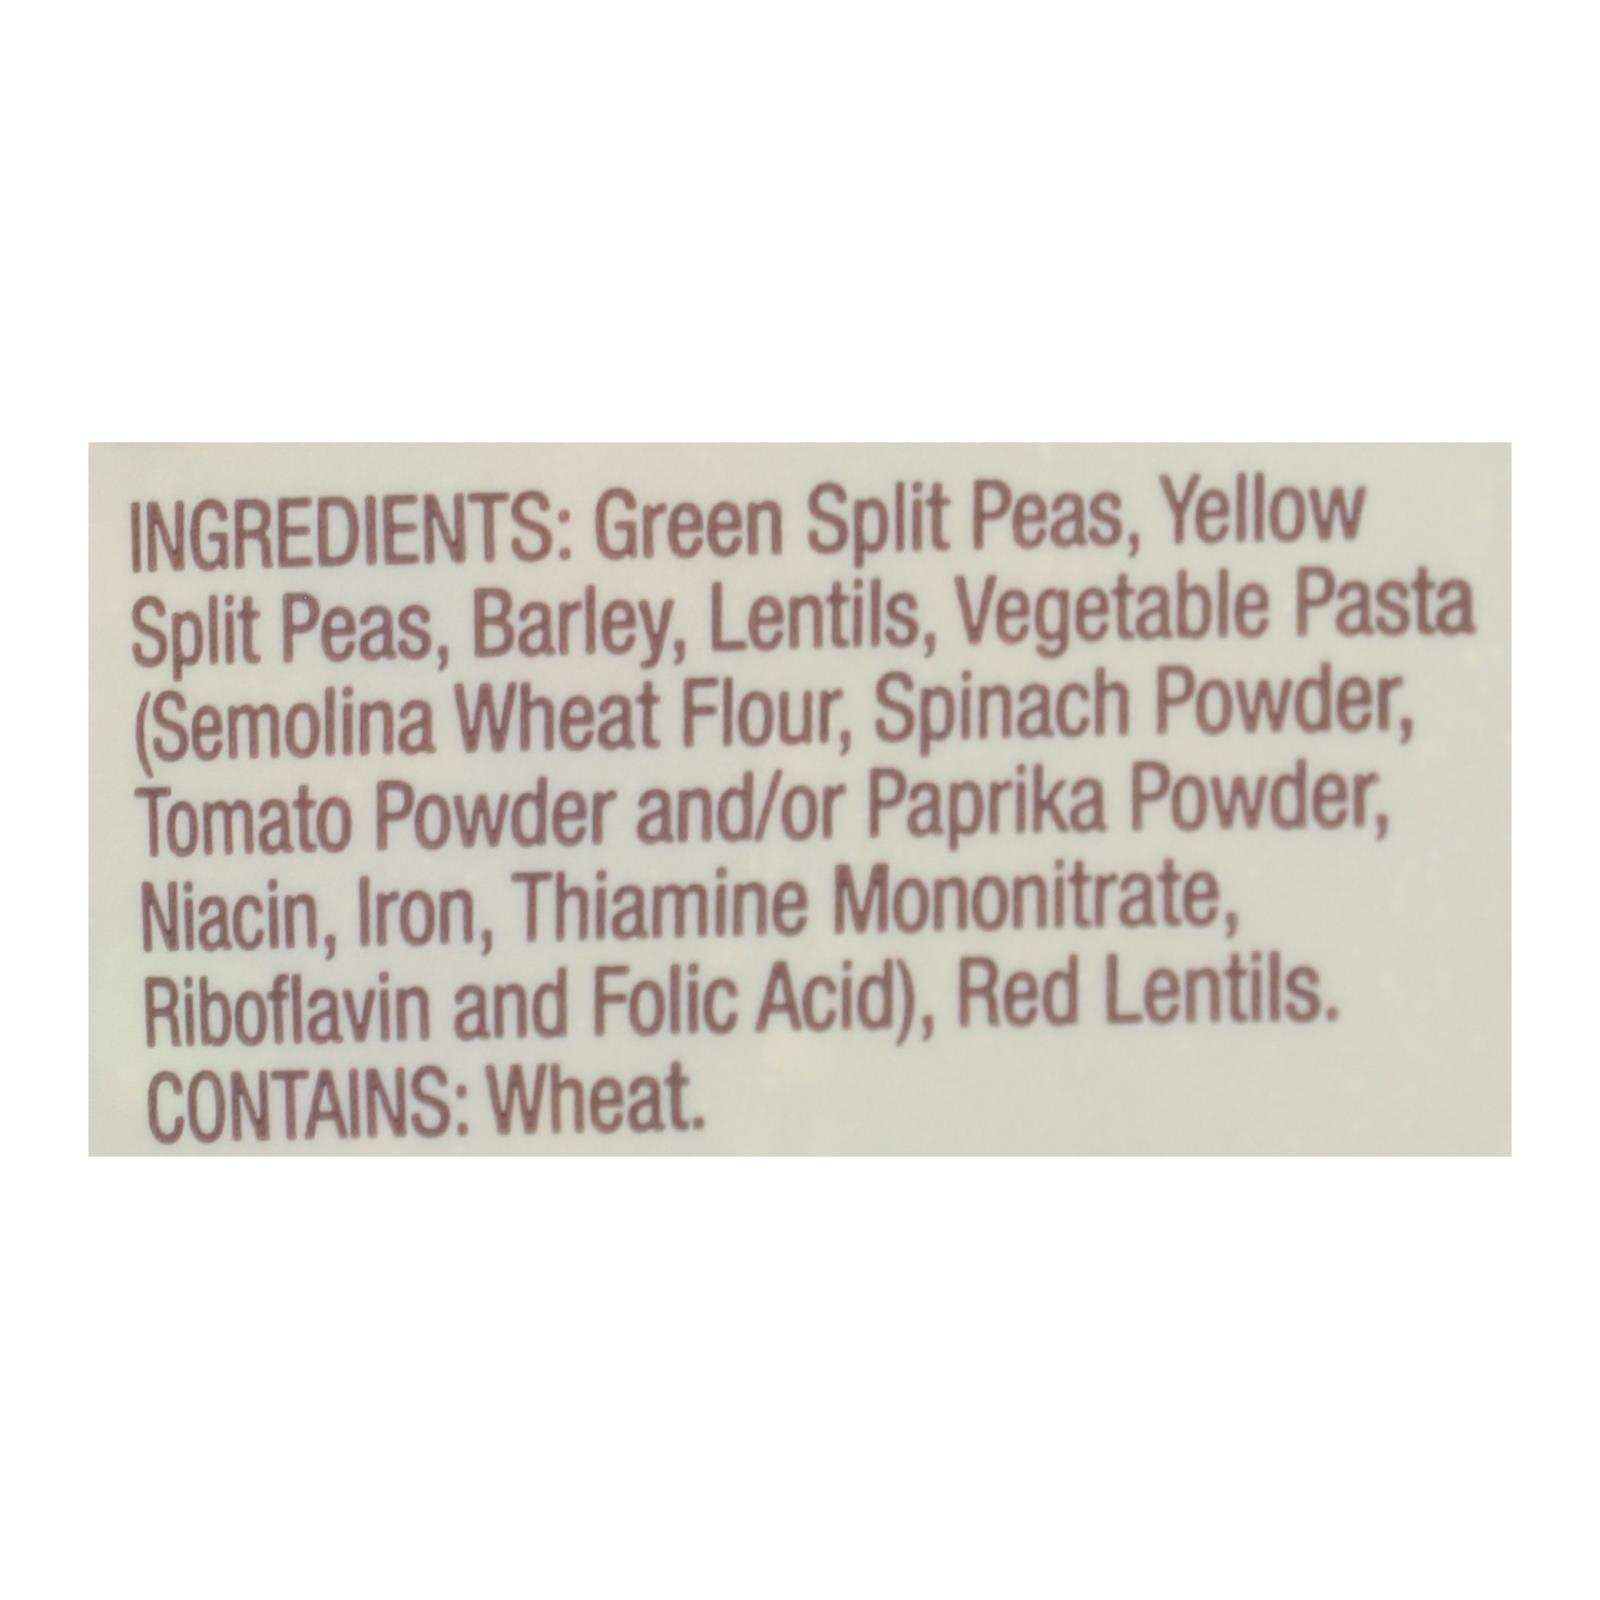 INGREDIENTS: Green Split Peas, Yellow
Split Peas, Barley, Lentils, Vegetable Pasta
(Semolina Wheat Flour, Spinach Powder,
Tomato Powder and/or Paprika Powder,
Niacin, Iron, Thiamine Mononitrate,
Riboflavin and Folic Acid), Red Lentils.
CONTAINS: Wheat.